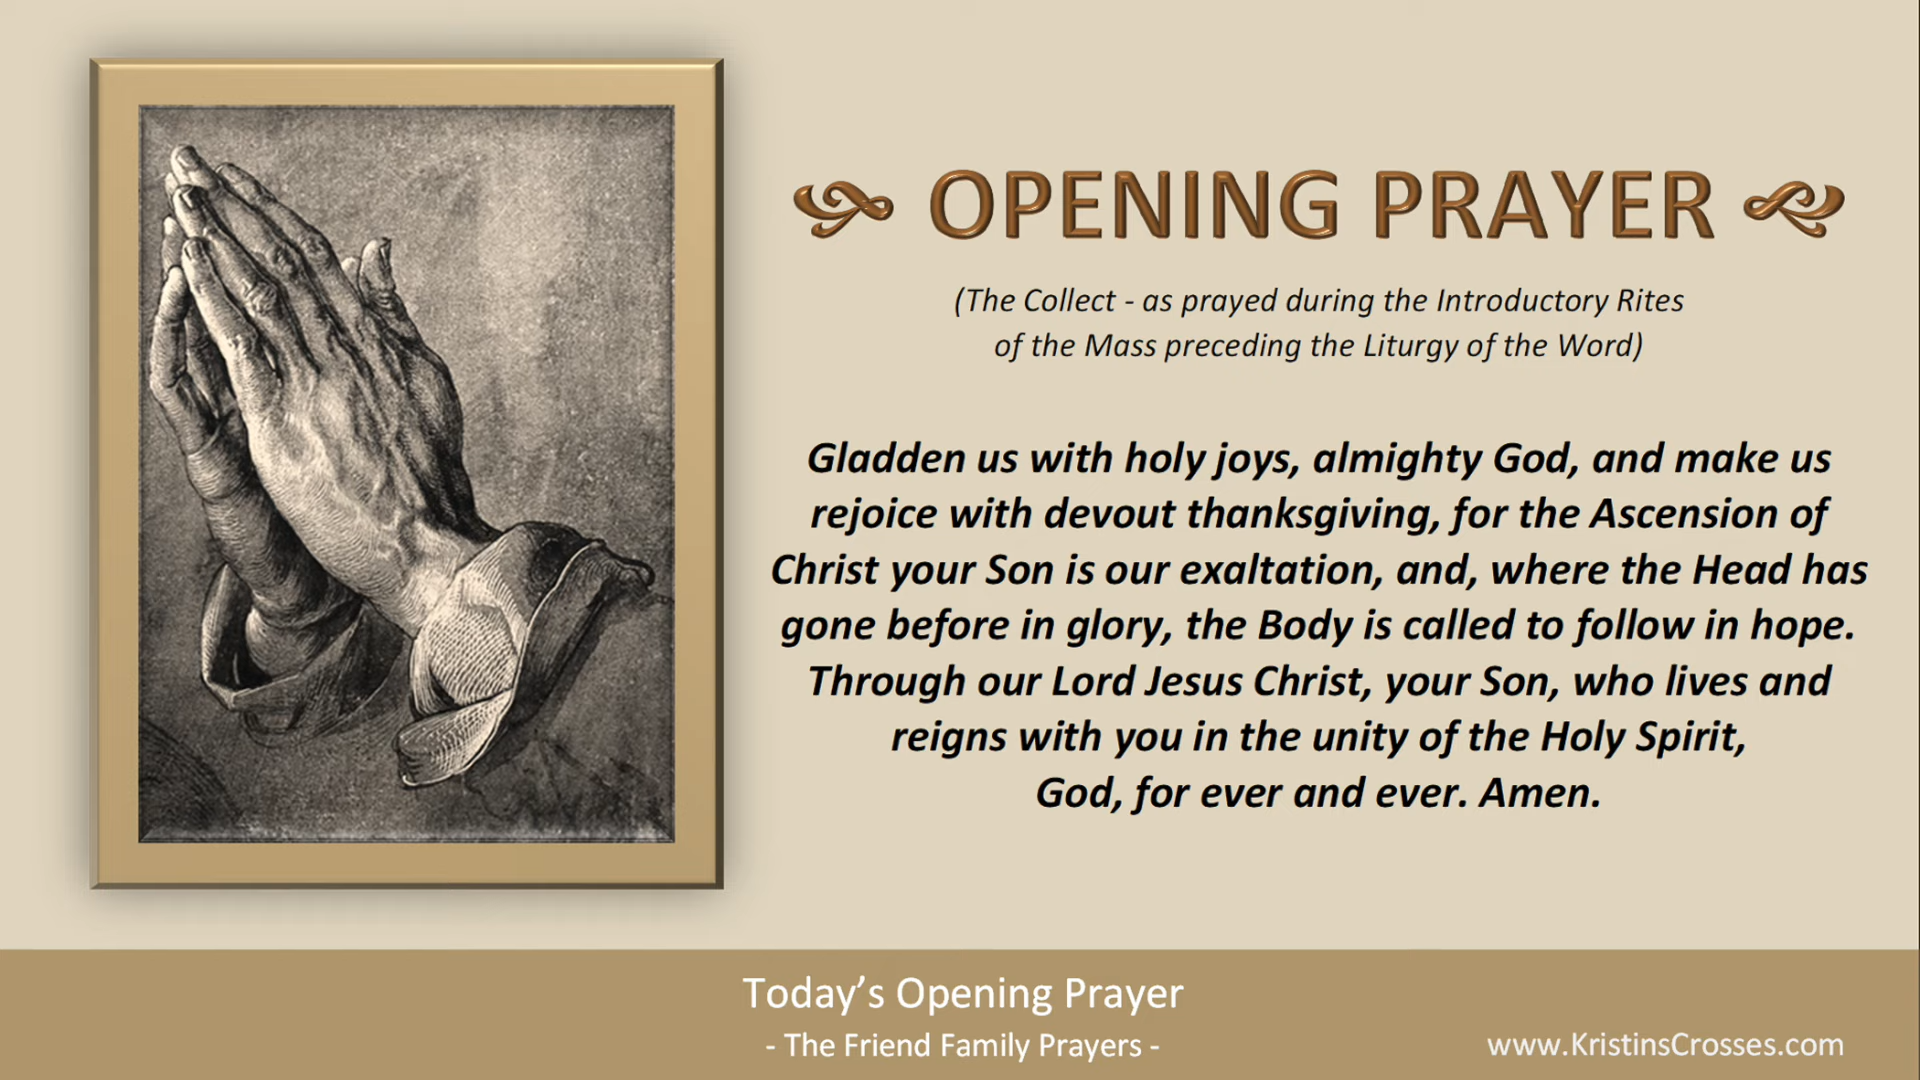 OPENING PRAYER
(The Collect - as prayed during the Introductory Rites
of the Mass preceding the Liturgy of the Word)
Gladden us with holy joys, almighty God, and make us
rejoice with devout thanksgiving, for the Ascension of
Christ your Son is our exaltation, and, where the Head has
gone before in glory, the Body is called to follow in hope.
Through our Lord Jesus Christ, your Son, who lives and
reigns with you in the unity of the Holy Spirit,
God, for ever and ever. Amen.
Today’s Opening Prayer
- The Friend Family Prayers -
www.KristinsCrosses.com